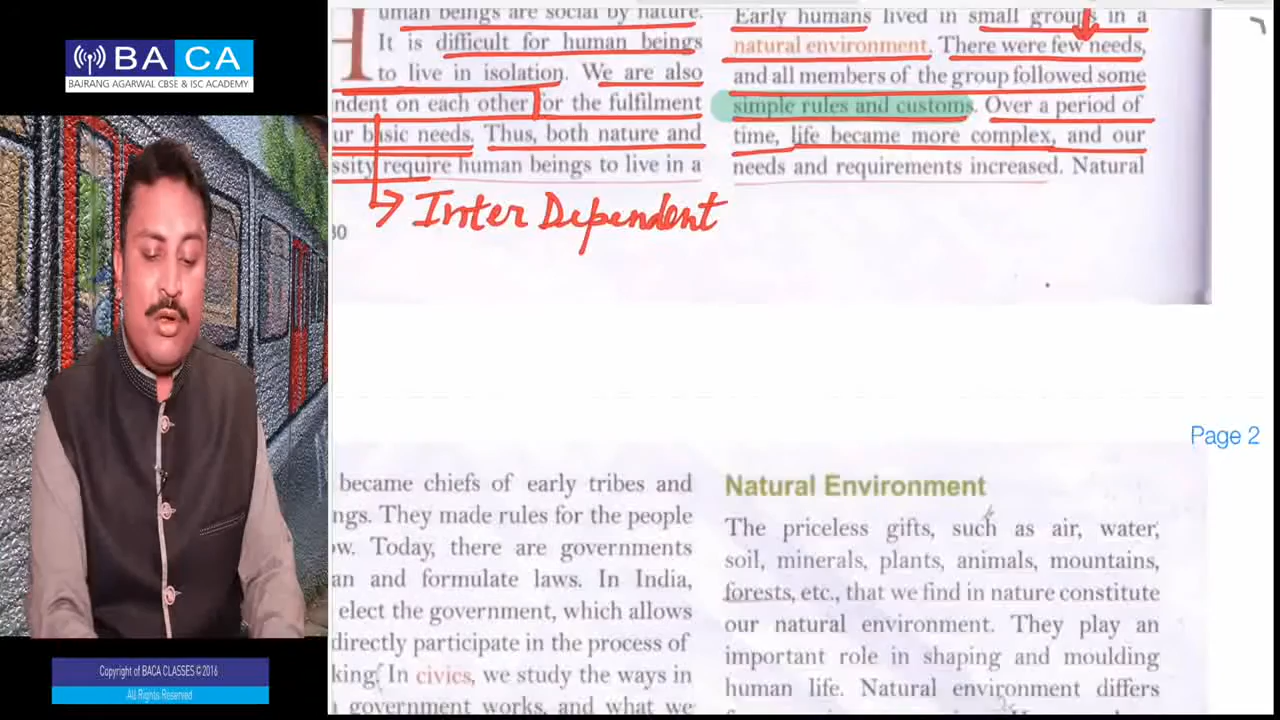 BACA
BAJRANG AGARWAL CBSE & ISC ACADEMY
uman beings are social by nature.
It is difficult for human beings
to live in isolation. We are also
ndent on each other for the fulfilment
ur basic needs. Thus, both nature and
ssity require human beings to live in a
Inter Dependent
30
Early humans lived in small groups in a
natural environment. There were few needs,
and all members of the group followed some
simple rules and customs. Over a period of
time, life became more complex, and our
needs and requirements increased. Natural
Page 2
became chiefs of early tribes and
ngs. They made rules for the people
ow. Today, there are governments
an and formulate laws. In India,
elect the government, which allows
directly participate in the process of
king. In civics, we study the ways in
government works, and what we
Natural Environment
The priceless gifts, such as air, water,
soil, minerals, plants, animals, mountains,
forests, etc., that we find in nature constitute
our natural environment. They play an
important role in shaping and moulding
human life. Natural environment differs
Copyright of BACA CLASSES ©2016
All Rights Reserved